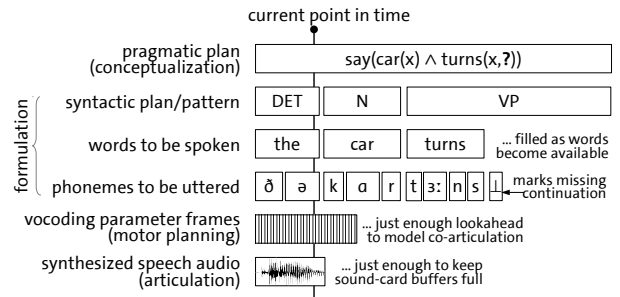 current point in time
pragmatic plan
(conceptualization)
say(car(x) ∧ turns(x,?))
formulation
syntactic plan/pattern
DET N VP
words to be spoken
the car turns
... filled as words
become available
phonemes to be uttered
ð ə k ɑ r t ɜː n s ⊥
marks missing
continuation
vocoding parameter frames
(motor planning)
... just enough lookahead
to model co-articulation
synthesized speech audio
(articulation)
... just enough to keep
sound-card buffers full